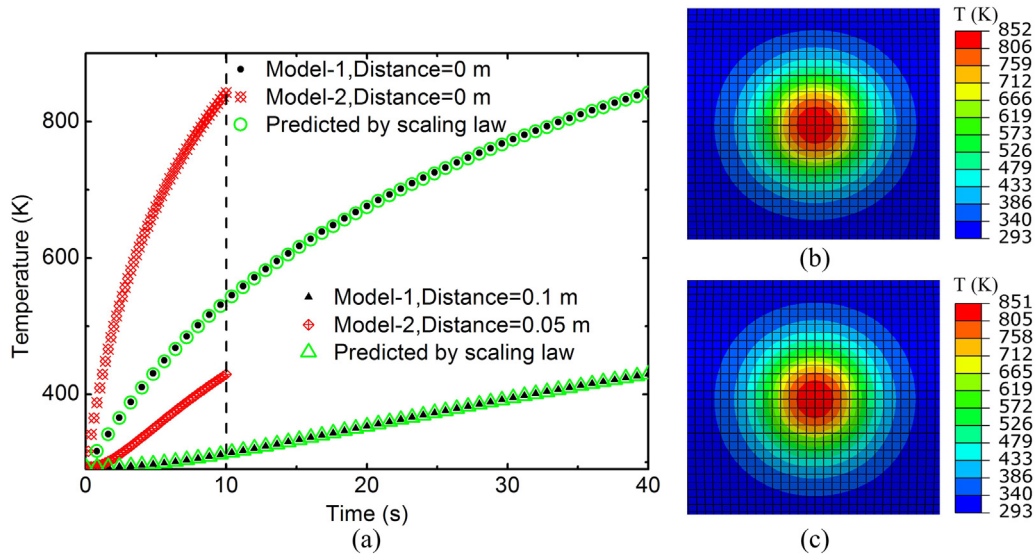 Temperature (K)
800
600
400
Model-1,Distance=0 m
Model-2,Distance=0 m
Predicted by scaling law
Model-1,Distance=0.1 m
Model-2,Distance=0.05 m
Predicted by scaling law
0 10 20 30 40
Time (s)
(a)
T (K)
852
806
759
712
666
619
573
526
479
433
386
340
293
(b)
T (K)
851
805
758
712
665
619
572
526
479
433
386
340
293
(c)